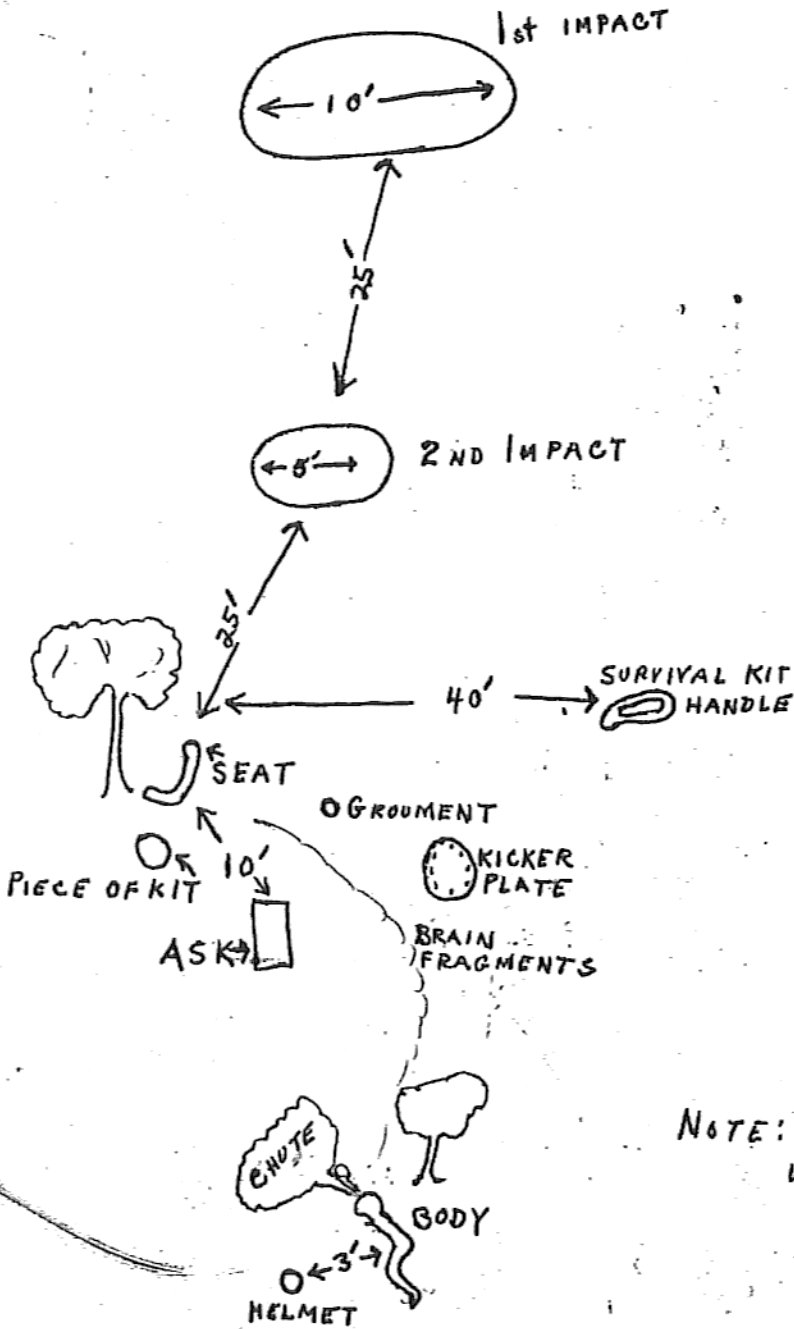 1st IMPACT
10'
25'
5'
2ND IMPACT
25'
40'
SURVIVAL KIT
HANDLE
SEAT
GROUMENT
10'
KICKER
PLATE
PIECE OF KIT
ASK
BRAIN
FRAGMENTS
NOTE:
CHUTE
BODY
3'
HELMET